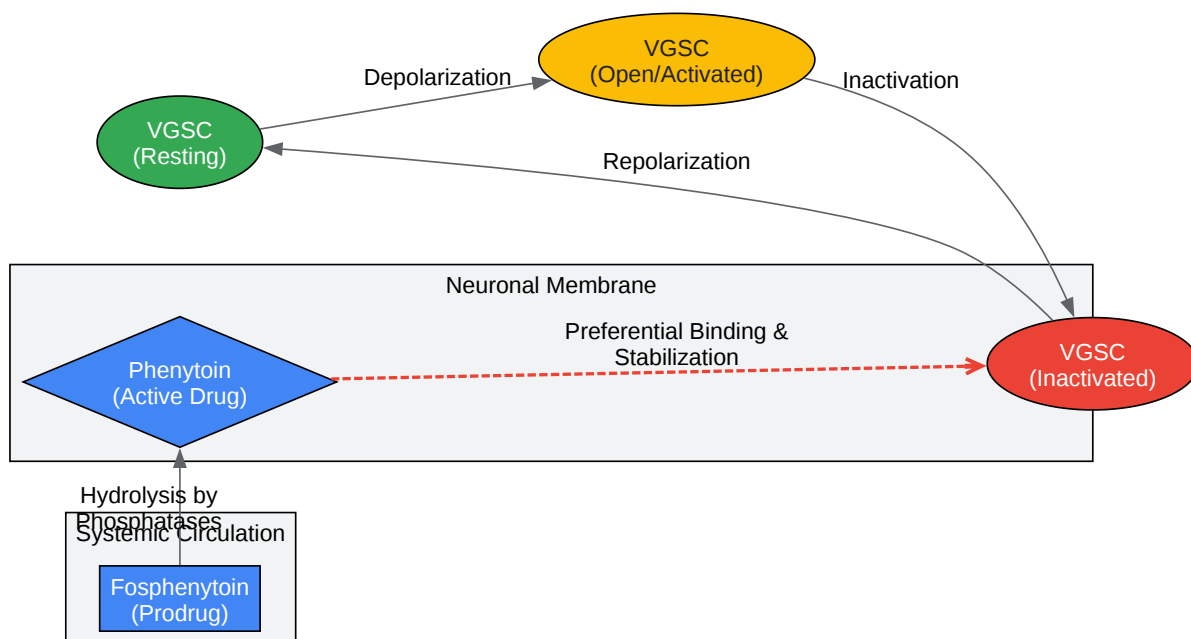 VGSC
(Open/Activated)
Depolarization
Inactivation
VGSC
(Resting)
Repolarization
Neuronal Membrane
Preferential Binding &
Stabilization
Phenytoin
(Active Drug)
VGSC
(Inactivated)
Hydrolysis by
Phosphatases
Systemic Circulation
Fosphenytoin
(Prodrug)